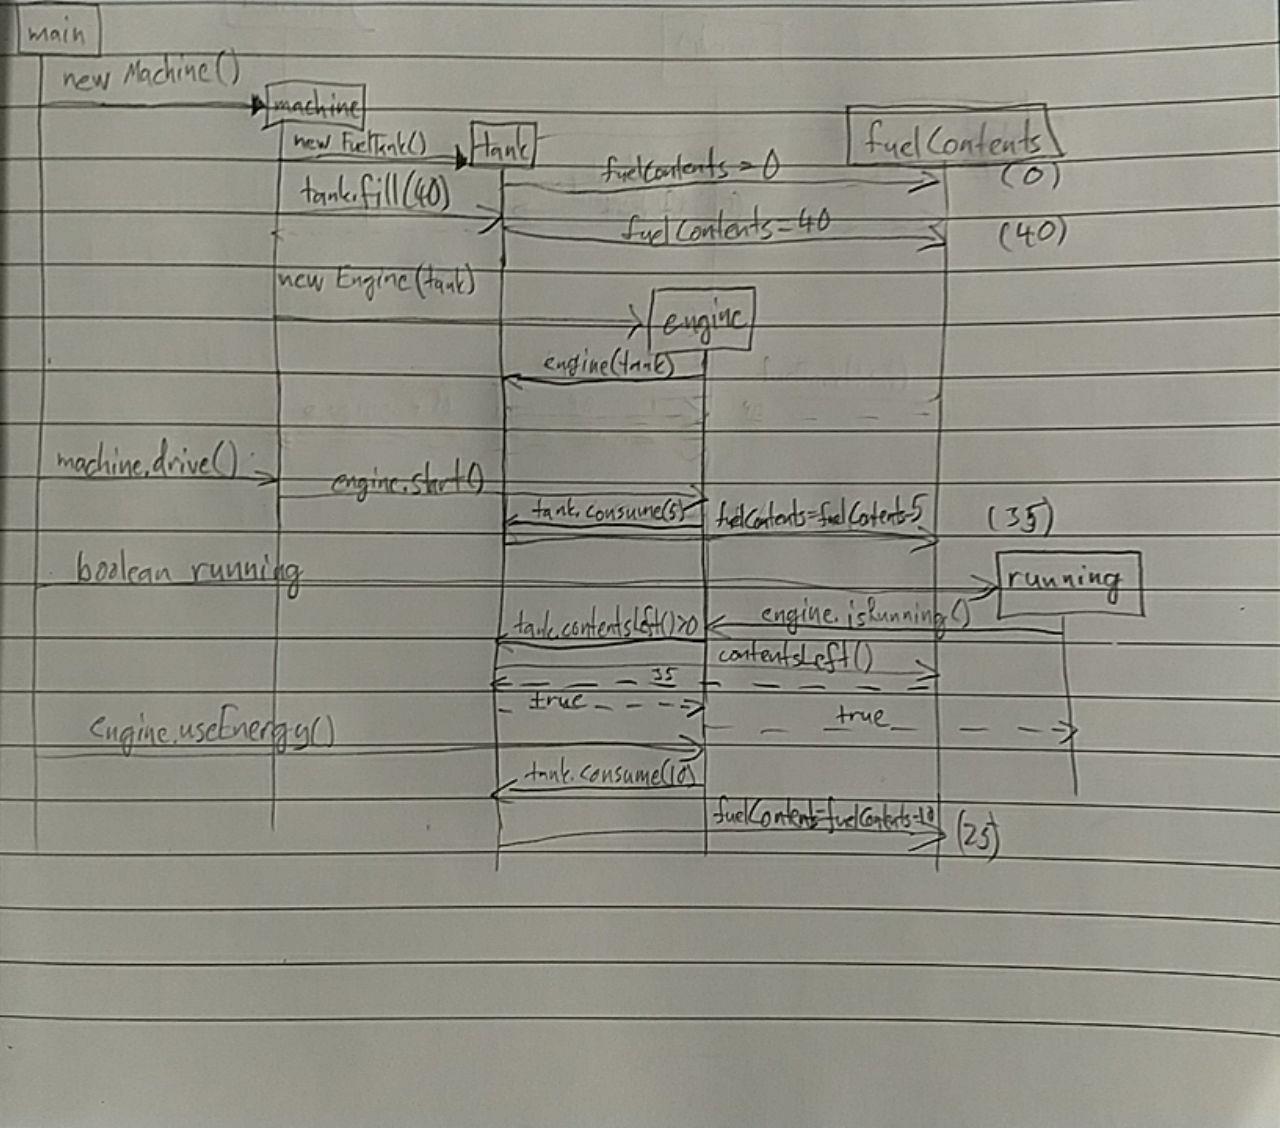 main
new Machine()
machine
new FuelTank()
tank
fuelContents
fuelContents = 0
(0)
tank.fill(40)
fuelContents = 40
(40)
new Engine(tank)
engine
engine(tank)
machine.drive()
engine.start()
tank.consume(5)
fuelContents=fuelContents-5
(35)
boolean running
running
engine.isRunning()
tank.contentsLeft()>0
contentsLeft()
35
true
true
engine.useEnergy()
tank.consume(10)
fuelContents=fuelContents-10
(25)